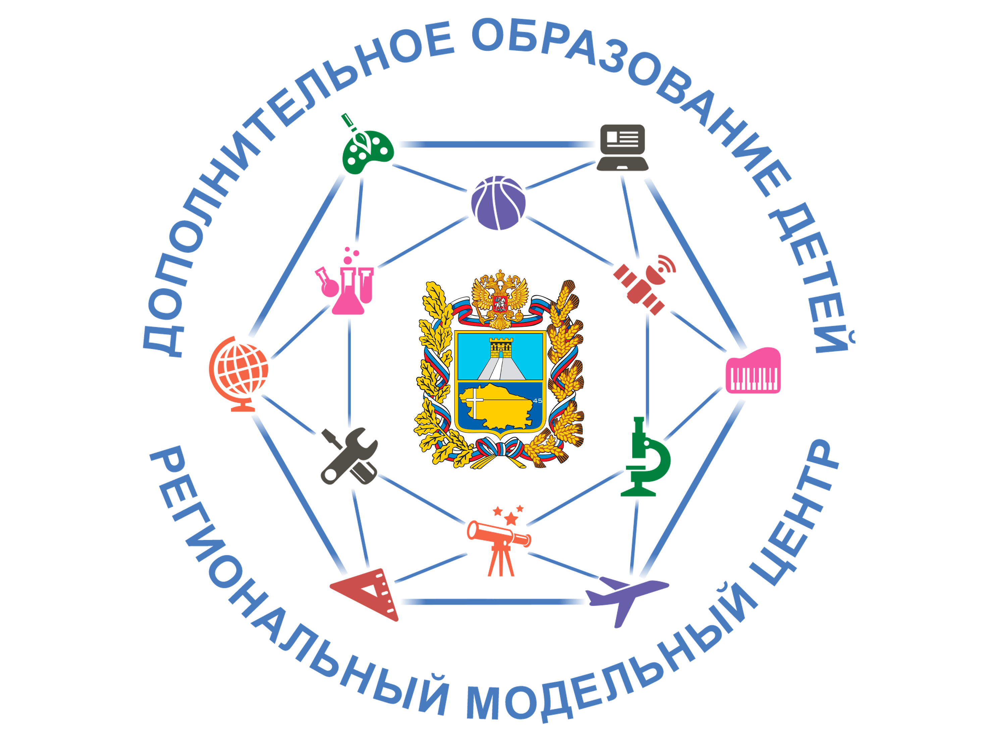 ДОПОЛНИТЕЛЬНОЕ ОБРАЗОВАНИЕ ДЕТЕЙ
45
РЕГИОНАЛЬНЫЙ МОДЕЛЬНЫЙ ЦЕНТР